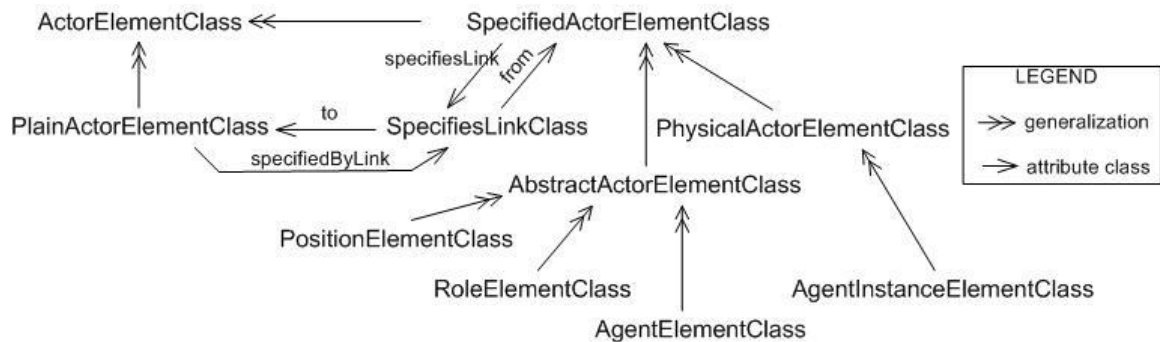 ActorElementClass
SpecifiedActorElementClass
specifiesLink
from
LEGEND
generalization
attribute class
PlainActorElementClass
to
SpecifiesLinkClass
PhysicalActorElementClass
specifiedByLink
AbstractActorElementClass
PositionElementClass
RoleElementClass
AgentInstanceElementClass
AgentElementClass